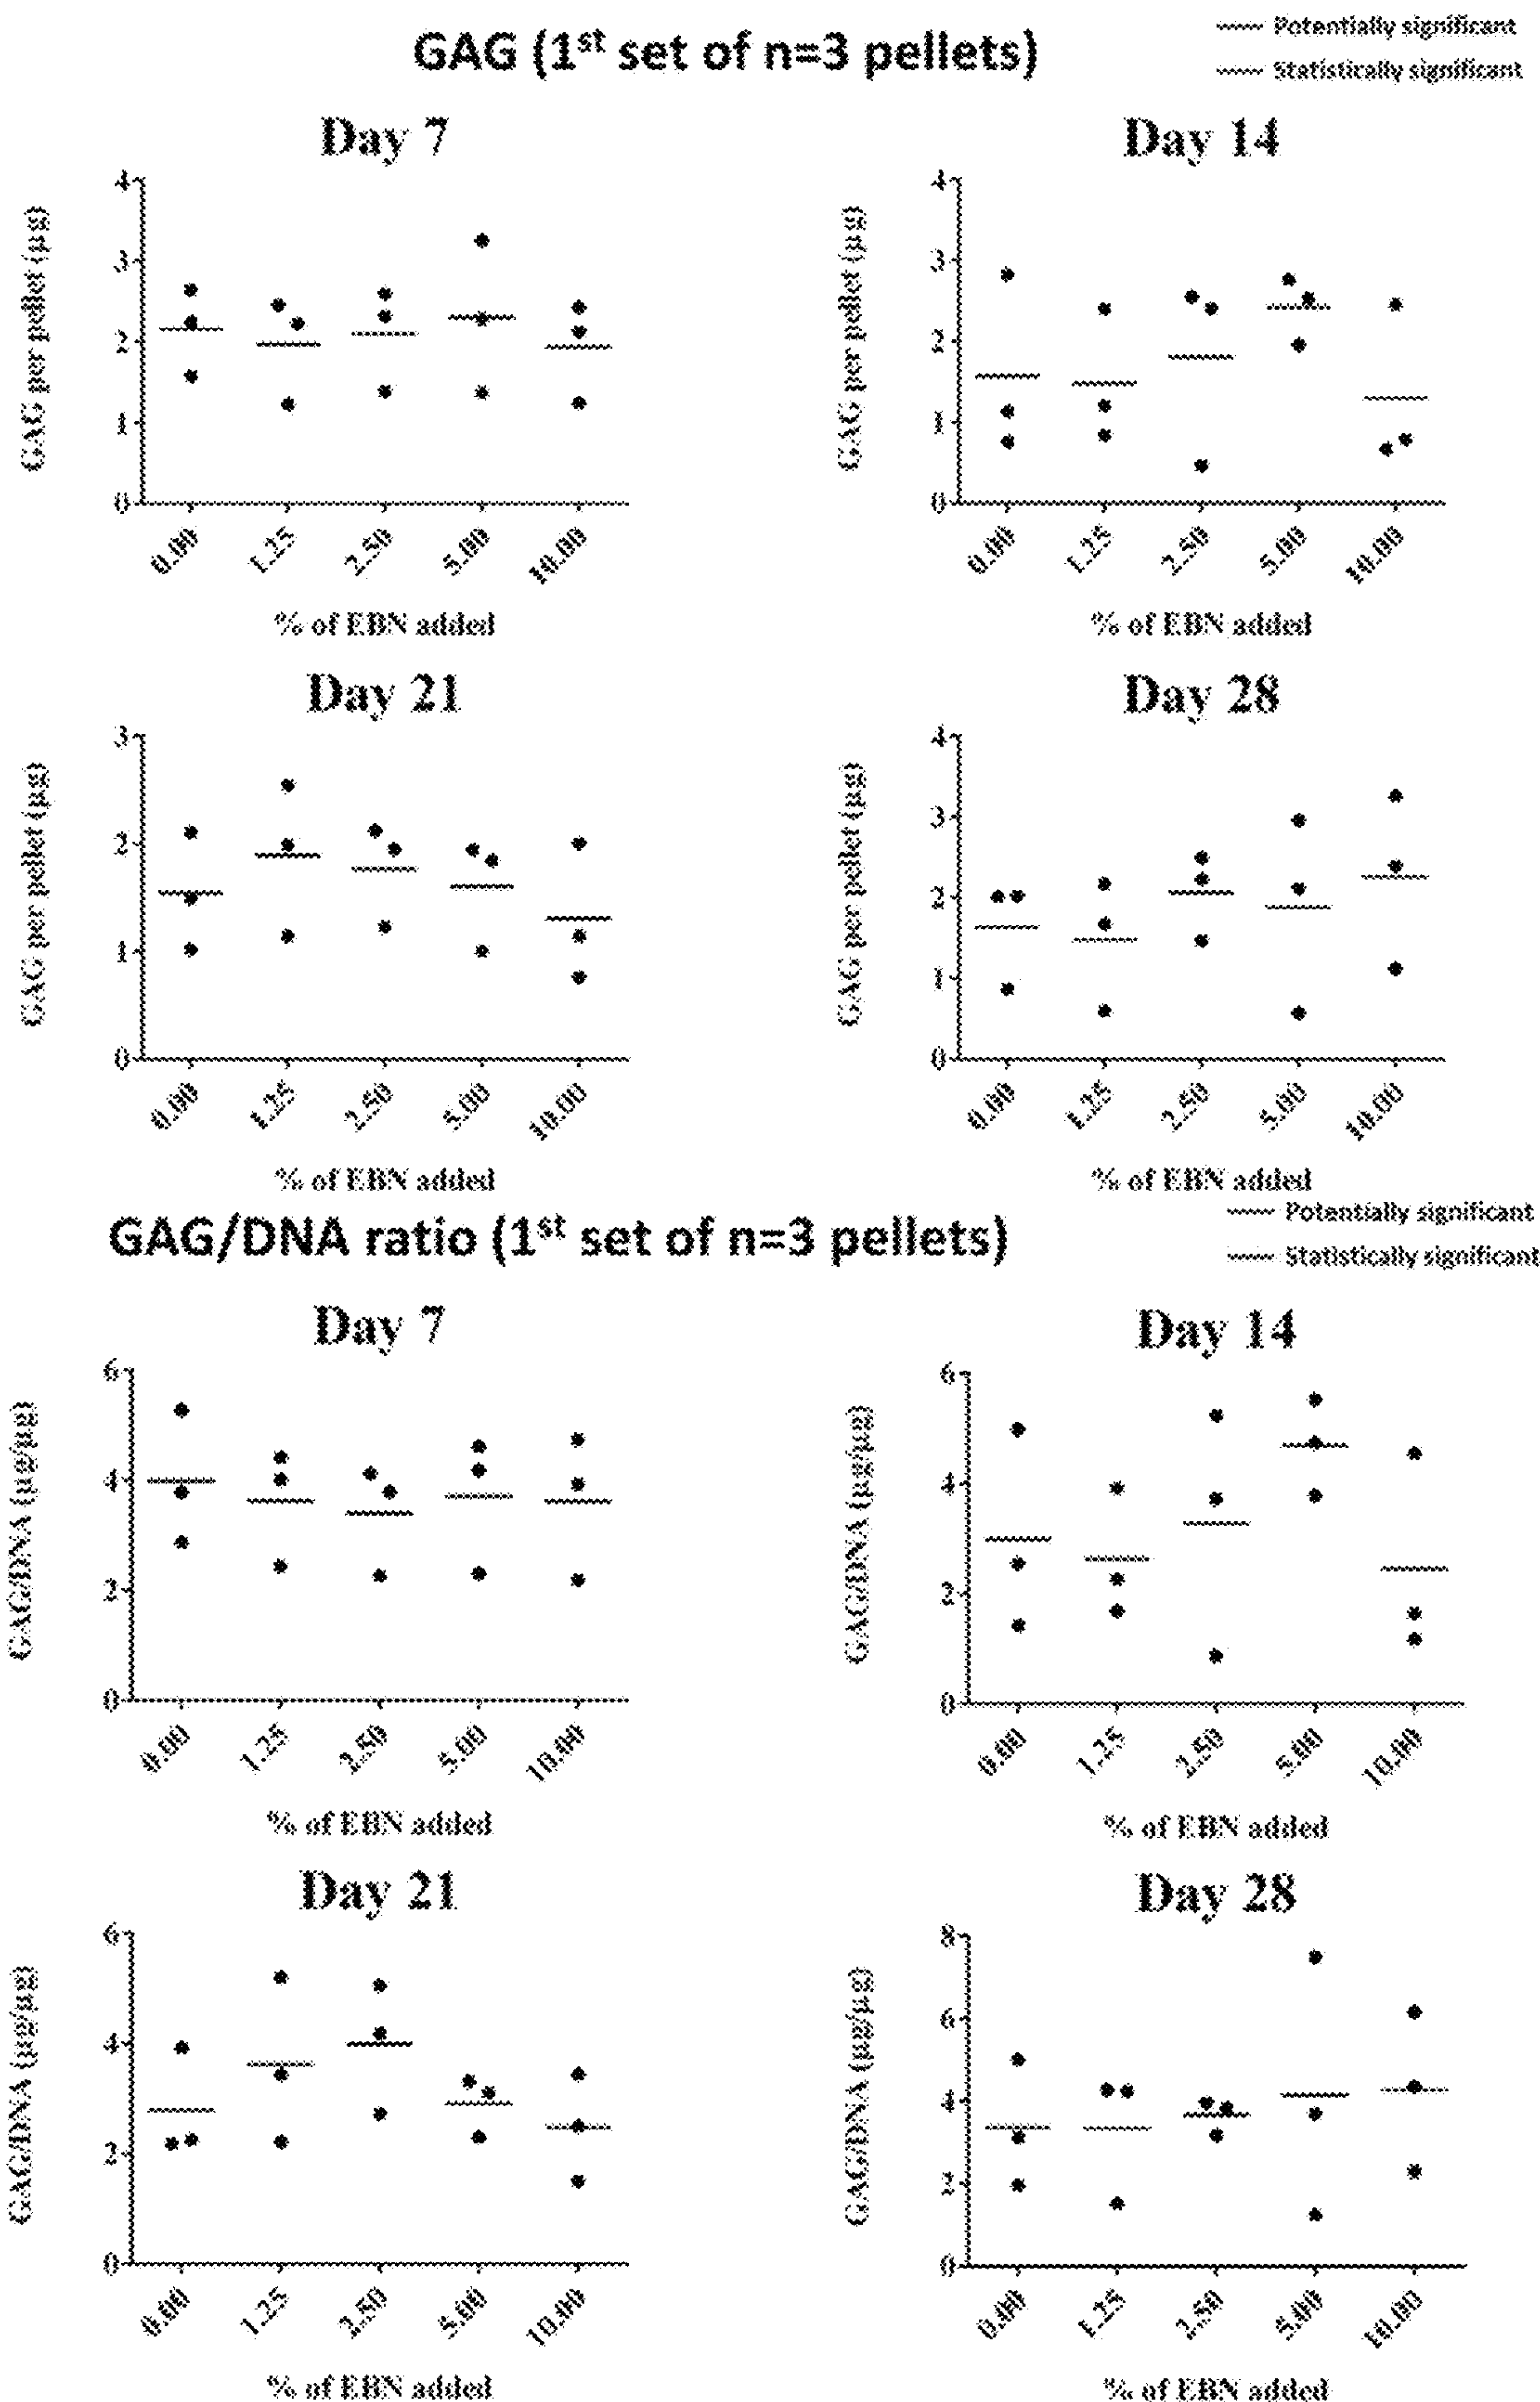 GAG (1st set of n=3 pellets)
Potentially significant
Statistically significant
Day 7
GAG per pellet (µg)
4
3
2
1
0
0.00 1.25 2.50 5.00 10.00
% of EBN added
Day 14
GAG per pellet (µg)
4
3
2
1
0
0.00 1.25 2.50 5.00 10.00
% of EBN added
Day 21
GAG per pellet (µg)
3
2
1
0
0.00 1.25 2.50 5.00 10.00
% of EBN added
Day 28
GAG per pellet (µg)
4
3
2
1
0
0.00 1.25 2.50 5.00 10.00
% of EBN added
GAG/DNA ratio (1st set of n=3 pellets)
Potentially significant
Statistically significant
Day 7
GAG/DNA (µg/µg)
6
4
2
0
0.00 1.25 2.50 5.00 10.00
% of EBN added
Day 14
GAG/DNA (µg/µg)
6
4
2
0
0.00 1.25 2.50 5.00 10.00
% of EBN added
Day 21
GAG/DNA (µg/µg)
6
4
2
0
0.00 1.25 2.50 5.00 10.00
% of EBN added
Day 28
GAG/DNA (µg/µg)
8
6
4
2
0
0.00 1.25 2.50 5.00 10.00
% of EBN added